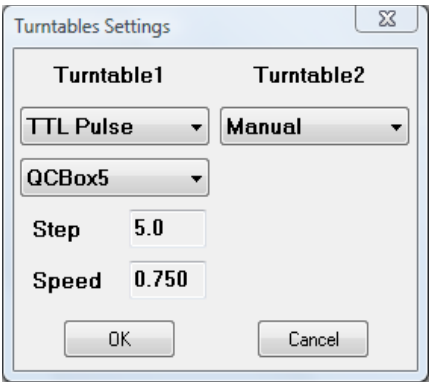 Turntables Settings
Turntable1 Turntable2
TTL Pulse Manual
QCBox5
Step 5.0
Speed 0.750
OK Cancel